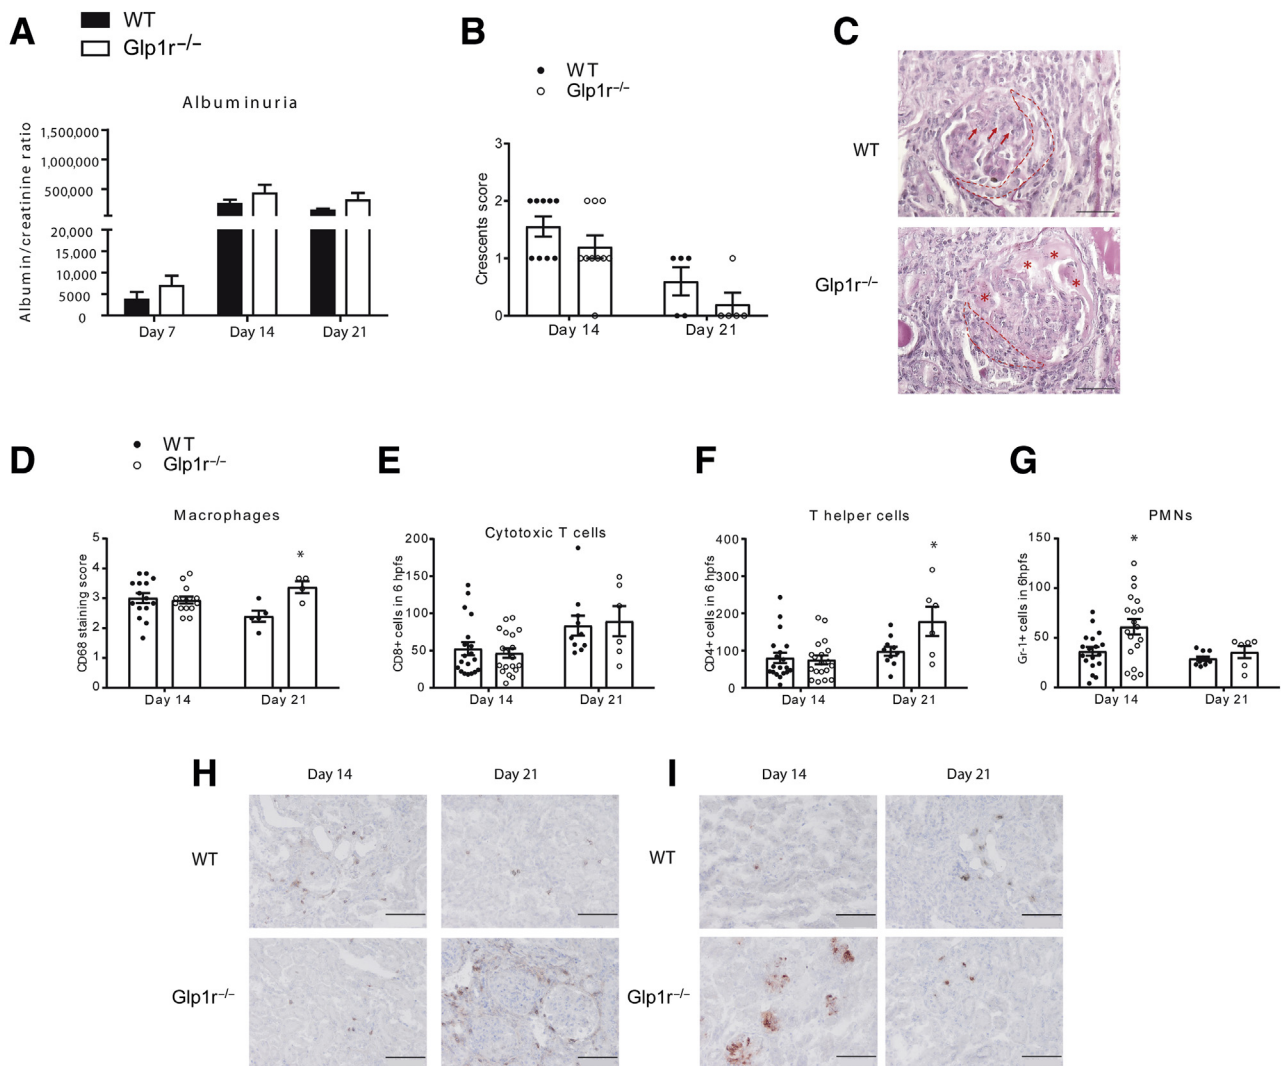 A
WT
Glp1r−/−
Albuminuria
Albumin/creatinine ratio
1,500,000
1,000,000
500,000
20,000
15,000
10,000
5000
0
Day 7
Day 14
Day 21
B
WT
Glp1r−/−
Crescents score
3
2
1
0
Day 14
Day 21
C
WT
Glp1r−/−
* * * *
D
WT
Glp1r−/−
Macrophages
CD68 staining score
5
4
3
2
1
0
*
Day 14
Day 21
E
Cytotoxic T cells
CD8+ cells in 6 hpfs
200
150
100
50
0
Day 14
Day 21
F
T helper cells
CD4+ cells in 6 hpfs
400
300
200
100
0
*
Day 14
Day 21
G
PMNs
Gr-1+ cells in 6hpfs
150
100
50
0
*
Day 14
Day 21
H
Day 14
Day 21
WT
Glp1r−/−
I
Day 14
Day 21
WT
Glp1r−/−